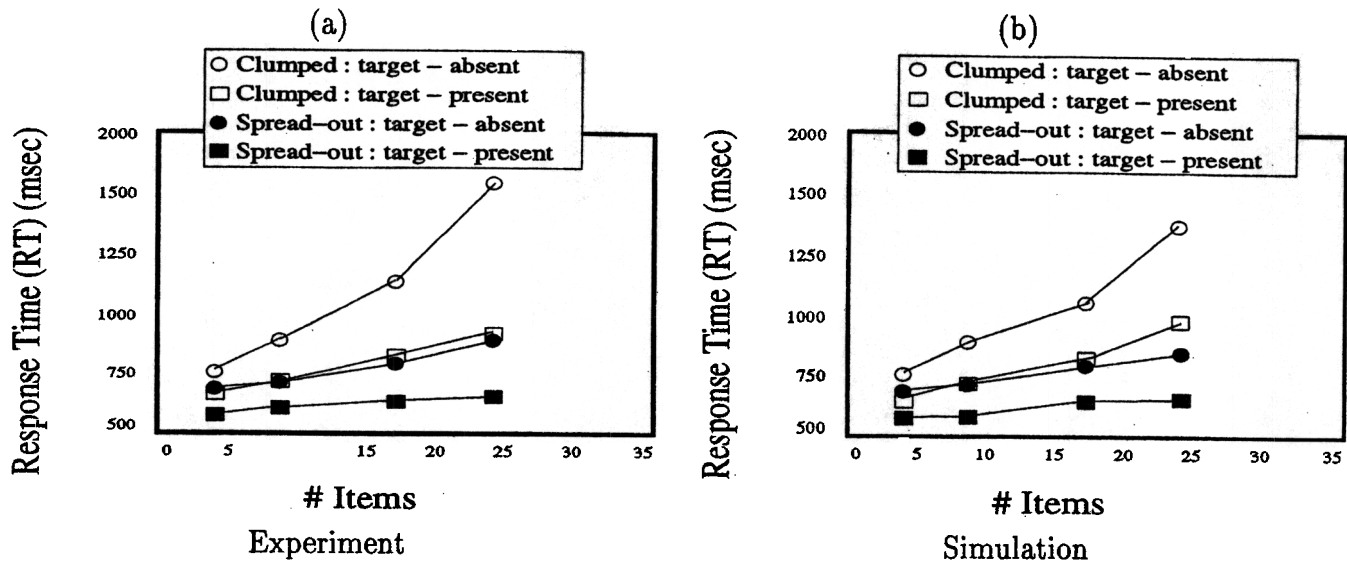 (a)
○ Clumped : target – absent
□ Clumped : target – present
● Spread–out : target – absent
■ Spread–out : target – present
Response Time (RT) (msec)
2000
1500
1250
1000
750
500
0 5 15 20 25 30 35
# Items
Experiment
(b)
○ Clumped : target – absent
□ Clumped : target – present
● Spread–out : target – absent
■ Spread–out : target – present
Response Time (RT) (msec)
2000
1500
1250
1000
750
500
0 5 10 15 20 25 30 35
# Items
Simulation